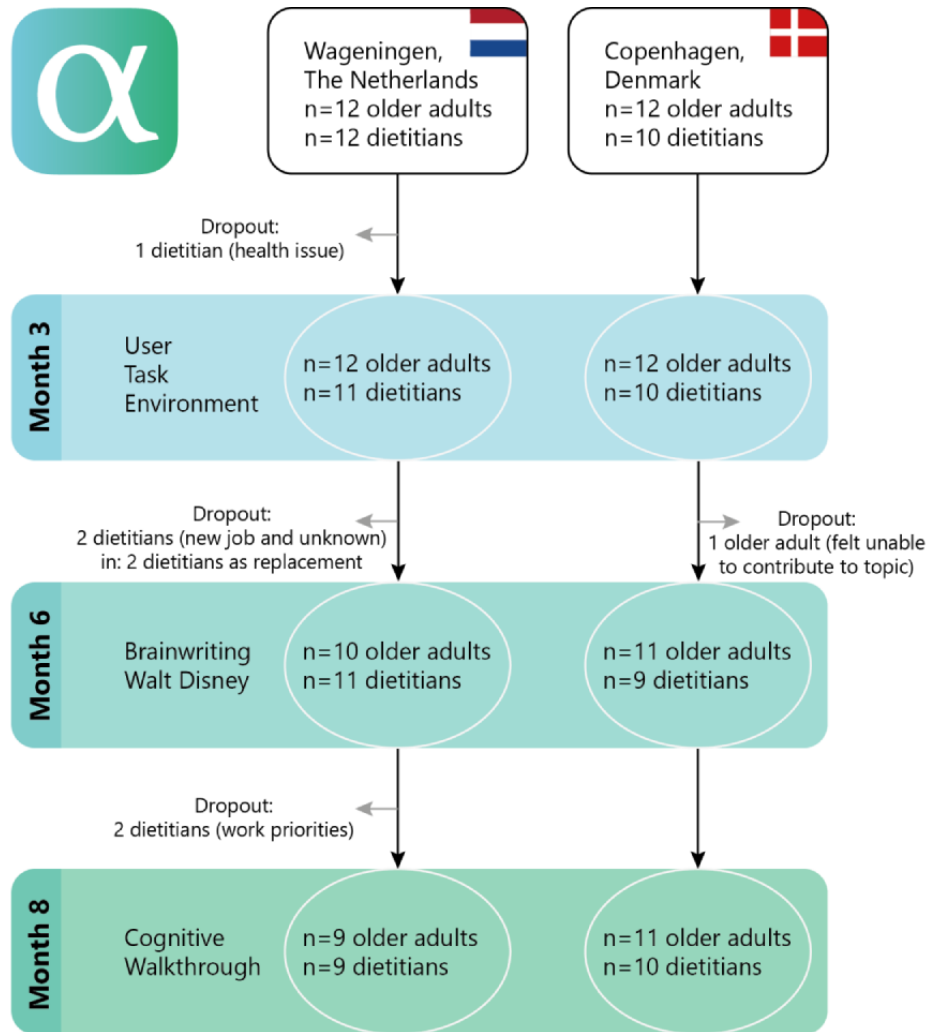 α
Wageningen,
The Netherlands
n=12 older adults
n=12 dietitians
Copenhagen,
Denmark
n=12 older adults
n=10 dietitians
Dropout:
1 dietitian (health issue)
Month 3
User
Task
Environment
n=12 older adults
n=11 dietitians
n=12 older adults
n=10 dietitians
Dropout:
2 dietitians (new job and unknown)
in: 2 dietitians as replacement
Dropout:
1 older adult (felt unable
to contribute to topic)
Month 6
Brainwriting
Walt Disney
n=10 older adults
n=11 dietitians
n=11 older adults
n=9 dietitians
Dropout:
2 dietitians (work priorities)
Month 8
Cognitive
Walkthrough
n=9 older adults
n=9 dietitians
n=11 older adults
n=10 dietitians